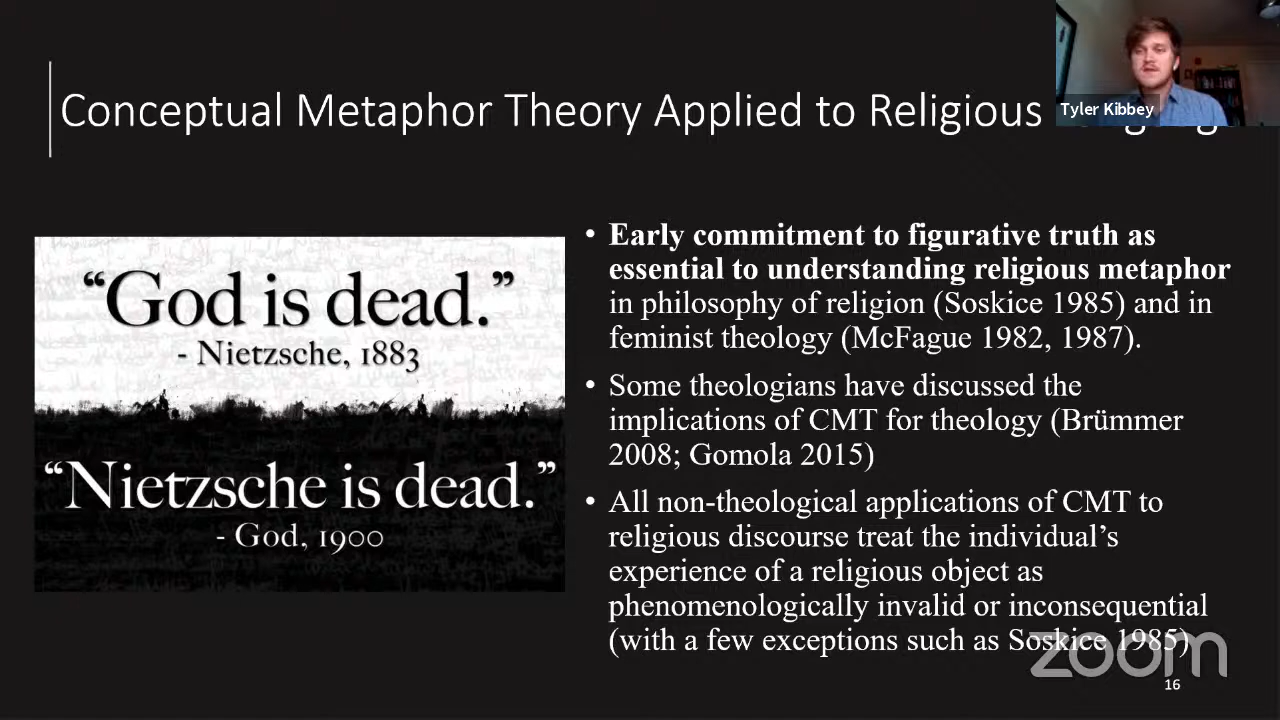 Conceptual Metaphor Theory Applied to Religious
Tyler Kibbey
“God is dead.”
- Nietzsche, 1883
“Nietzsche is dead.”
- God, 1900
• Early commitment to figurative truth as
essential to understanding religious metaphor
in philosophy of religion (Soskice 1985) and in
feminist theology (McFague 1982, 1987).
• Some theologians have discussed the
implications of CMT for theology (Brümmer
2008; Gomola 2015)
• All non-theological applications of CMT to
religious discourse treat the individual’s
experience of a religious object as
phenomenologically invalid or inconsequential
(with a few exceptions such as Soskice 1985)
zoom
16